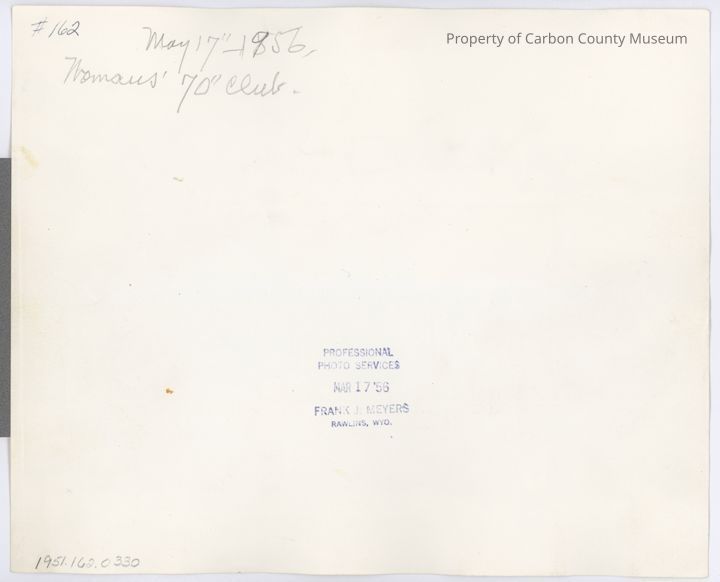 #162
May 17" - 1856,
Property of Carbon County Museum
Womans' 70" Club.
PROFESSIONAL
PHOTO SERVICES
MAR 17 '56
FRANK J. MEYERS
RAWLINS, WYO.
1951.162.0330